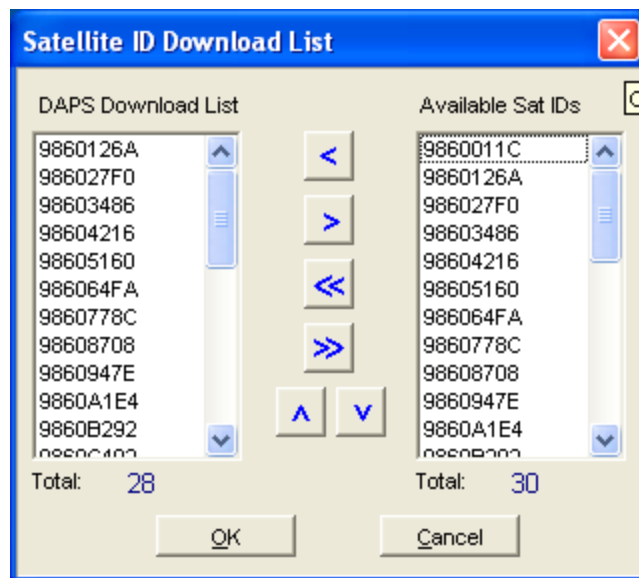 Satellite ID Download List
DAPS Download List
Available Sat IDs
9860126A
986027F0
98603486
98604216
98605160
986064FA
9860778C
98608708
9860947E
9860A1E4
9860B292
<
>
<<
>>
^
v
9860011C
9860126A
986027F0
98603486
98604216
98605160
986064FA
9860778C
98608708
9860947E
9860A1E4
Total: 28
Total: 30
OK
Cancel